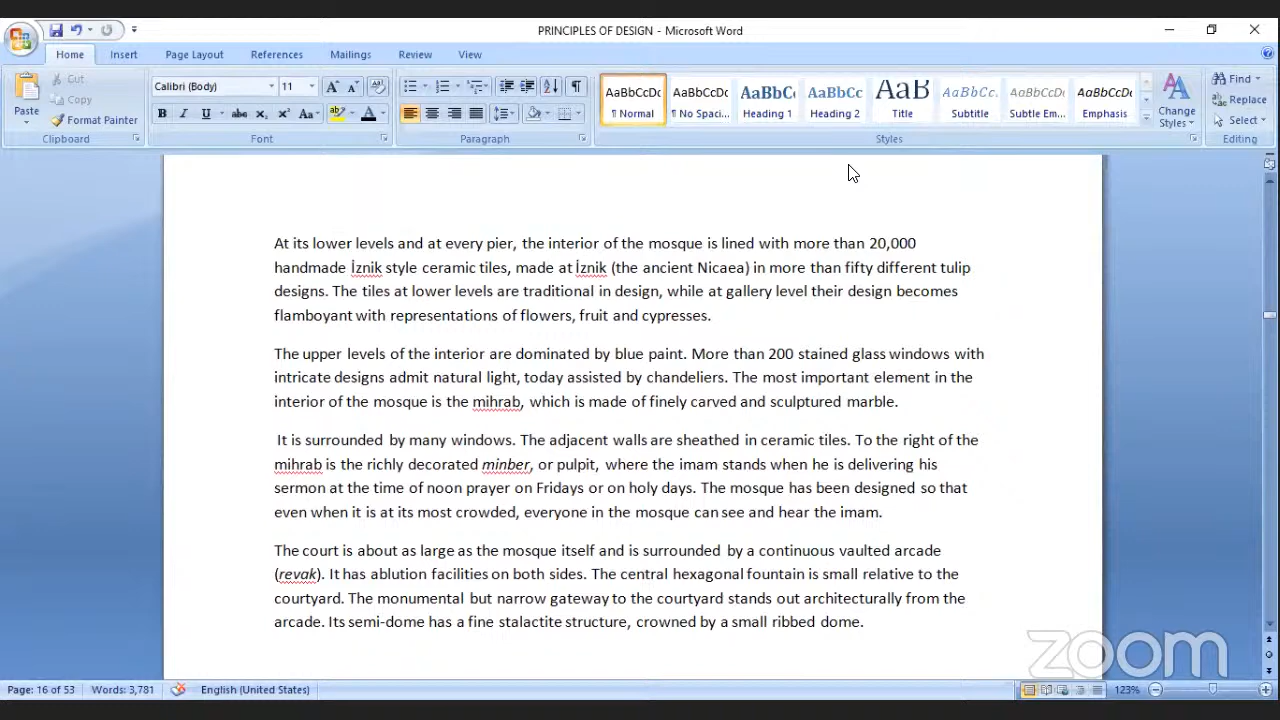 PRINCIPLES OF DESIGN - Microsoft Word
Home Insert Page Layout References Mailings Review View
Paste
Cut
Copy
Format Painter
Clipboard
Calibri (Body) 11
Font
Paragraph
AaBbCcDc AaBbCcDc AaBbCс AaBbCc AaB AaBbCc. AaBbCcDc AaBbCcDc
¶ Normal ¶ No Spaci... Heading 1 Heading 2 Title Subtitle Subtle Em... Emphasis
Change Styles
Styles
Find
Replace
Select
Editing
At its lower levels and at every pier, the interior of the mosque is lined with more than 20,000
handmade İznik style ceramic tiles, made at İznik (the ancient Nicaea) in more than fifty different tulip
designs. The tiles at lower levels are traditional in design, while at gallery level their design becomes
flamboyant with representations of flowers, fruit and cypresses.
The upper levels of the interior are dominated by blue paint. More than 200 stained glass windows with
intricate designs admit natural light, today assisted by chandeliers. The most important element in the
interior of the mosque is the mihrab, which is made of finely carved and sculptured marble.
It is surrounded by many windows. The adjacent walls are sheathed in ceramic tiles. To the right of the
mihrab is the richly decorated minber, or pulpit, where the imam stands when he is delivering his
sermon at the time of noon prayer on Fridays or on holy days. The mosque has been designed so that
even when it is at its most crowded, everyone in the mosque can see and hear the imam.
The court is about as large as the mosque itself and is surrounded by a continuous vaulted arcade
(revak). It has ablution facilities on both sides. The central hexagonal fountain is small relative to the
courtyard. The monumental but narrow gateway to the courtyard stands out architecturally from the
arcade. Its semi-dome has a fine stalactite structure, crowned by a small ribbed dome.
zoom
Page: 16 of 53 Words: 3,781 English (United States) 123%